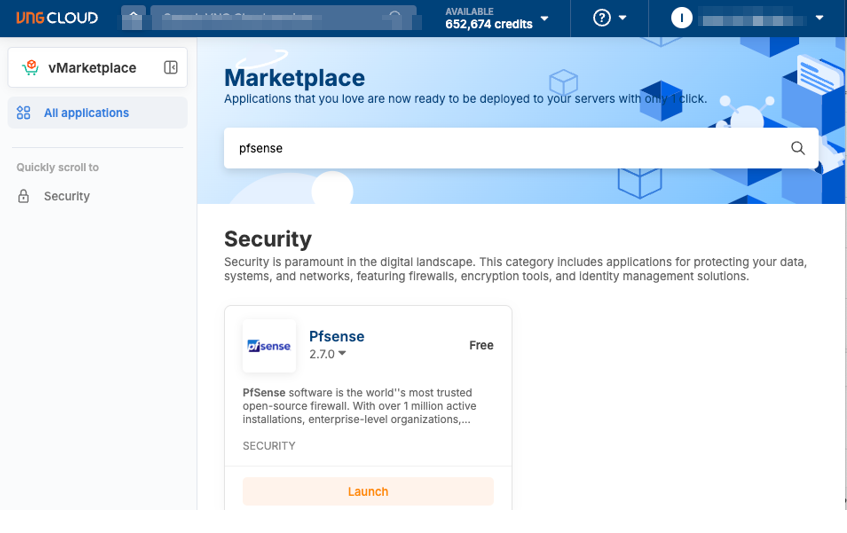 VNG CLOUD
AVAILABLE
652,674 credits
?
I
vMarketplace
All applications
Quickly scroll to
Security
Marketplace
Applications that you love are now ready to be deployed to your servers with only 1 click.
pfsense
Security
Security is paramount in the digital landscape. This category includes applications for protecting your data,
systems, and networks, featuring firewalls, encryption tools, and identity management solutions.
pfsense
Pfsense
2.7.0
Free
PfSense software is the world''s most trusted
open-source firewall. With over 1 million active
installations, enterprise-level organizations,...
SECURITY
Launch